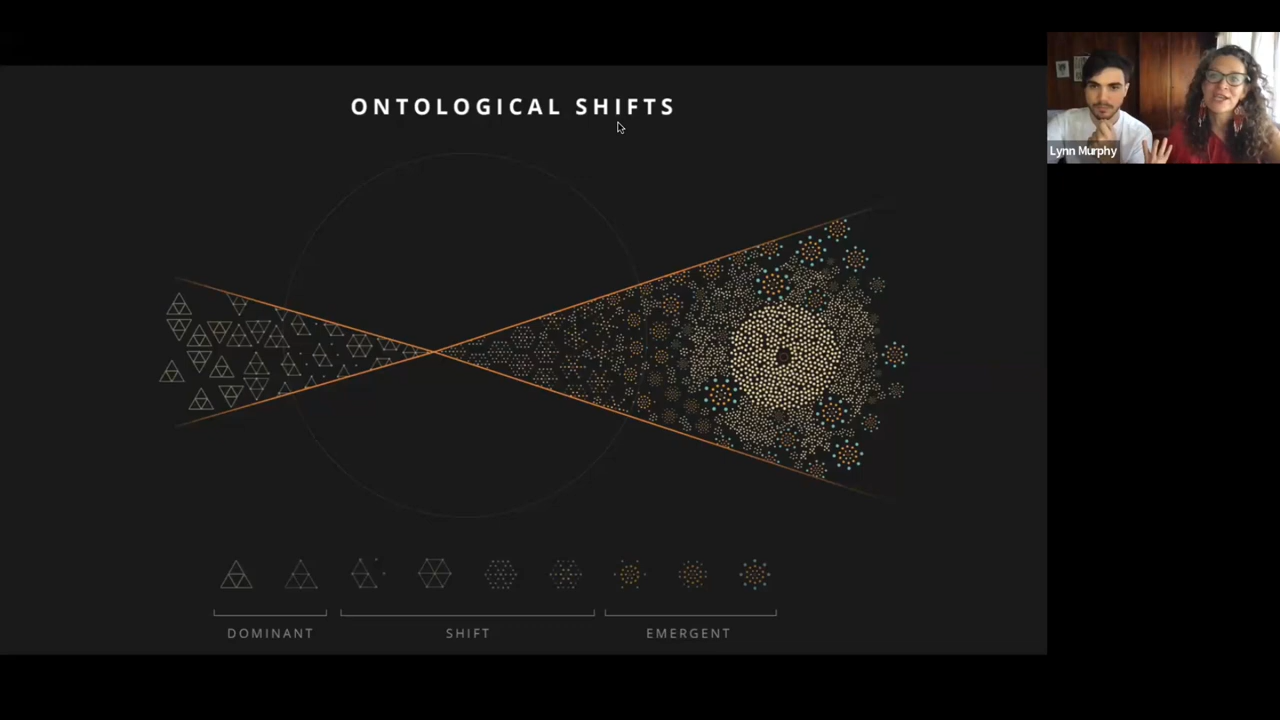 ONTOLOGICAL SHIFTS
Lynn Murphy
DOMINANT
SHIFT
EMERGENT